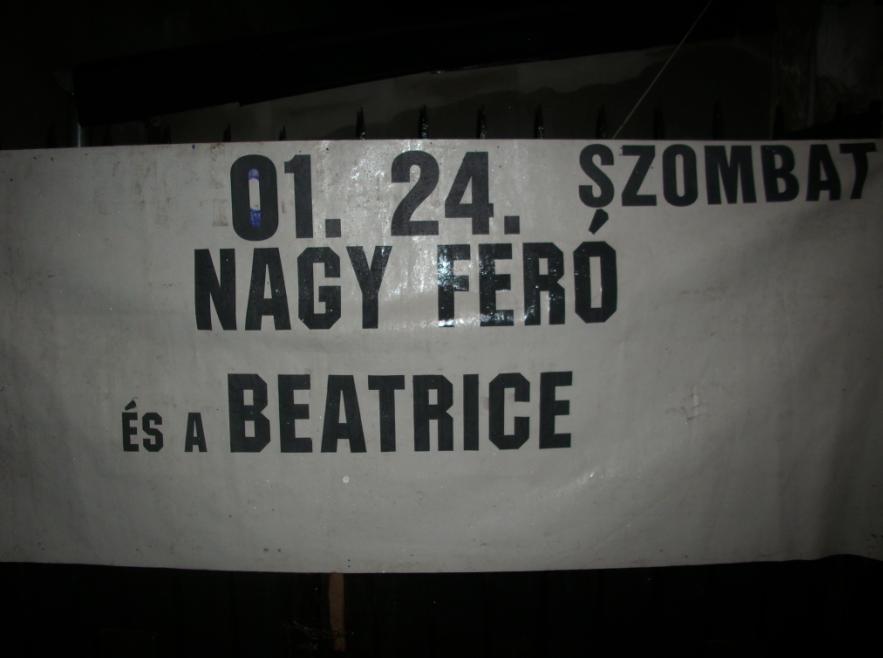 01. 24. SZOMBAT
NAGY FERÓ
ÉS A BEATRICE